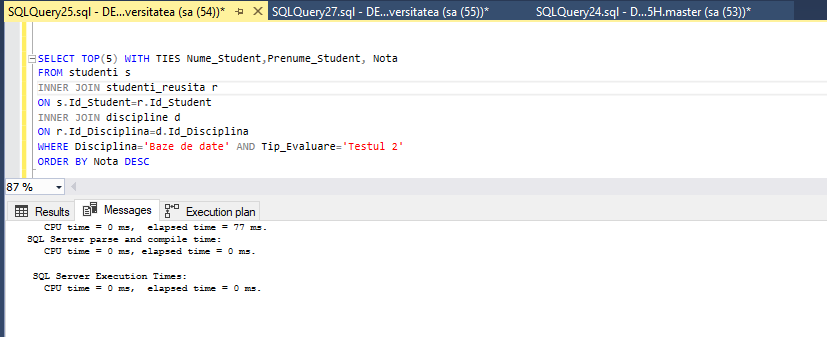 SQLQuery25.sql - DE...versitatea (sa (54))* SQLQuery27.sql - DE...versitatea (sa (55))* SQLQuery24.sql - D...5H.master (sa (53))*
SELECT TOP(5) WITH TIES Nume_Student,Prenume_Student, Nota
FROM studenti s
INNER JOIN studenti_reusita r
ON s.Id_Student=r.Id_Student
INNER JOIN discipline d
ON r.Id_Disciplina=d.Id_Disciplina
WHERE Disciplina='Baze de date' AND Tip_Evaluare='Testul 2'
ORDER BY Nota DESC
87 %
Results Messages Execution plan
CPU time = 0 ms, elapsed time = 77 ms.
SQL Server parse and compile time:
CPU time = 0 ms, elapsed time = 0 ms.
SQL Server Execution Times:
CPU time = 0 ms, elapsed time = 0 ms.